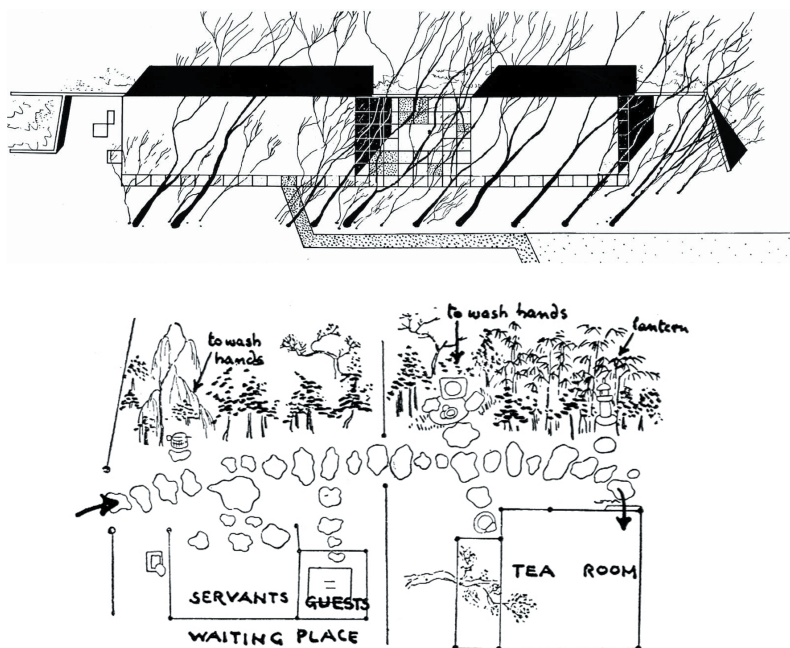 to wash hands
to wash
hands
lantern
TEA ROOM
SERVANTS GUESTS
WAITING PLACE